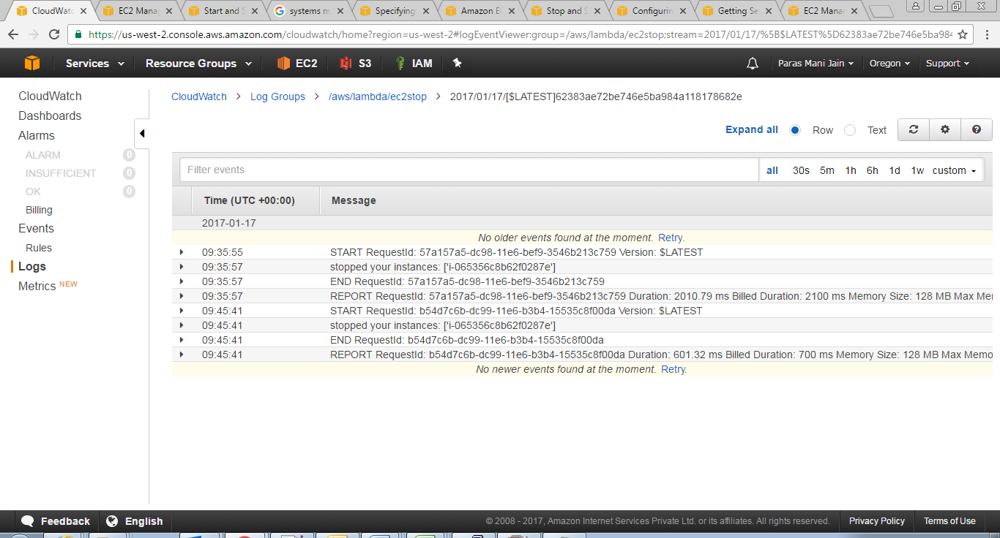 CloudWatc
EC2 Mana
Start and S
systems m
Specifying
Amazon E
Stop and S
Configurin
Getting Se
EC2 Mana
https://us-west-2.console.aws.amazon.com/cloudwatch/home?region=us-west-2#logEventViewer:group=/aws/lambda/ec2stop;stream=2017/01/17/%5B$LATEST%5D62383ae72be746e5ba984
Services Resource Groups EC2 S3 IAM Paras Mani Jain Oregon Support
CloudWatch
Dashboards
Alarms
ALARM 0
INSUFFICIENT 0
OK 0
Billing
Events
Rules
Logs
Metrics NEW
CloudWatch > Log Groups > /aws/lambda/ec2stop > 2017/01/17/[$LATEST]62383ae72be746e5ba984a118178682e
Expand all Row Text
Filter events all 30s 5m 1h 6h 1d 1w custom
Time (UTC +00:00) Message
2017-01-17
No older events found at the moment. Retry.
09:35:55 START RequestId: 57a157a5-dc98-11e6-bef9-3546b213c759 Version: $LATEST
09:35:57 stopped your instances: ['i-065356c8b62f0287e']
09:35:57 END RequestId: 57a157a5-dc98-11e6-bef9-3546b213c759
09:35:57 REPORT RequestId: 57a157a5-dc98-11e6-bef9-3546b213c759 Duration: 2010.79 ms Billed Duration: 2100 ms Memory Size: 128 MB Max Mem
09:45:41 START RequestId: b54d7c6b-dc99-11e6-b3b4-15535c8f00da Version: $LATEST
09:45:41 stopped your instances: ['i-065356c8b62f0287e']
09:45:41 END RequestId: b54d7c6b-dc99-11e6-b3b4-15535c8f00da
09:45:41 REPORT RequestId: b54d7c6b-dc99-11e6-b3b4-15535c8f00da Duration: 601.32 ms Billed Duration: 700 ms Memory Size: 128 MB Max Memo
No newer events found at the moment. Retry.
Feedback English © 2008 - 2017, Amazon Internet Services Private Ltd. or its affiliates. All rights reserved. Privacy Policy Terms of Use